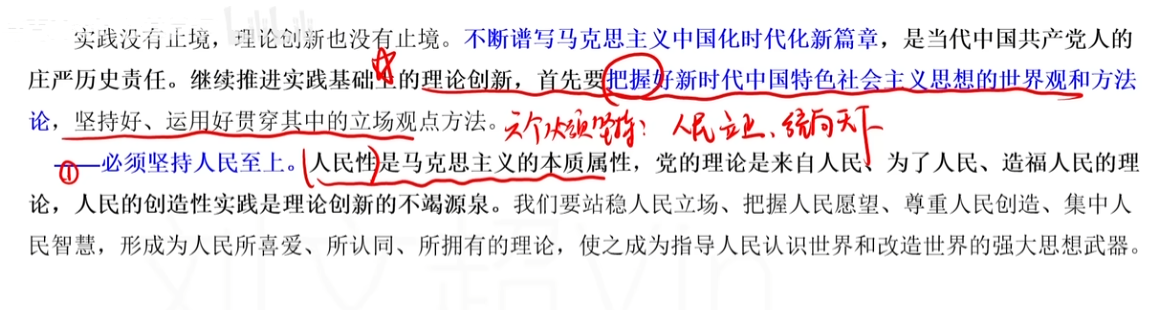 实践没有止境，理论创新也没有止境。不断谱写马克思主义中国化时代化新篇章，是当代中国共产党人的
庄严历史责任。继续推进实践基础上的理论创新，首先要把握好新时代中国特色社会主义思想的世界观和方法
论，坚持好、运用好贯穿其中的立场观点方法。六个必须坚持：人民立正、统问天下
①——必须坚持人民至上。人民性是马克思主义的本质属性，党的理论是来自人民、为了人民、造福人民的理
论，人民的创造性实践是理论创新的不竭源泉。我们要站稳人民立场、把握人民愿望、尊重人民创造、集中人
民智慧，形成为人民所喜爱、所认同、所拥有的理论，使之成为指导人民认识世界和改造世界的强大思想武器。